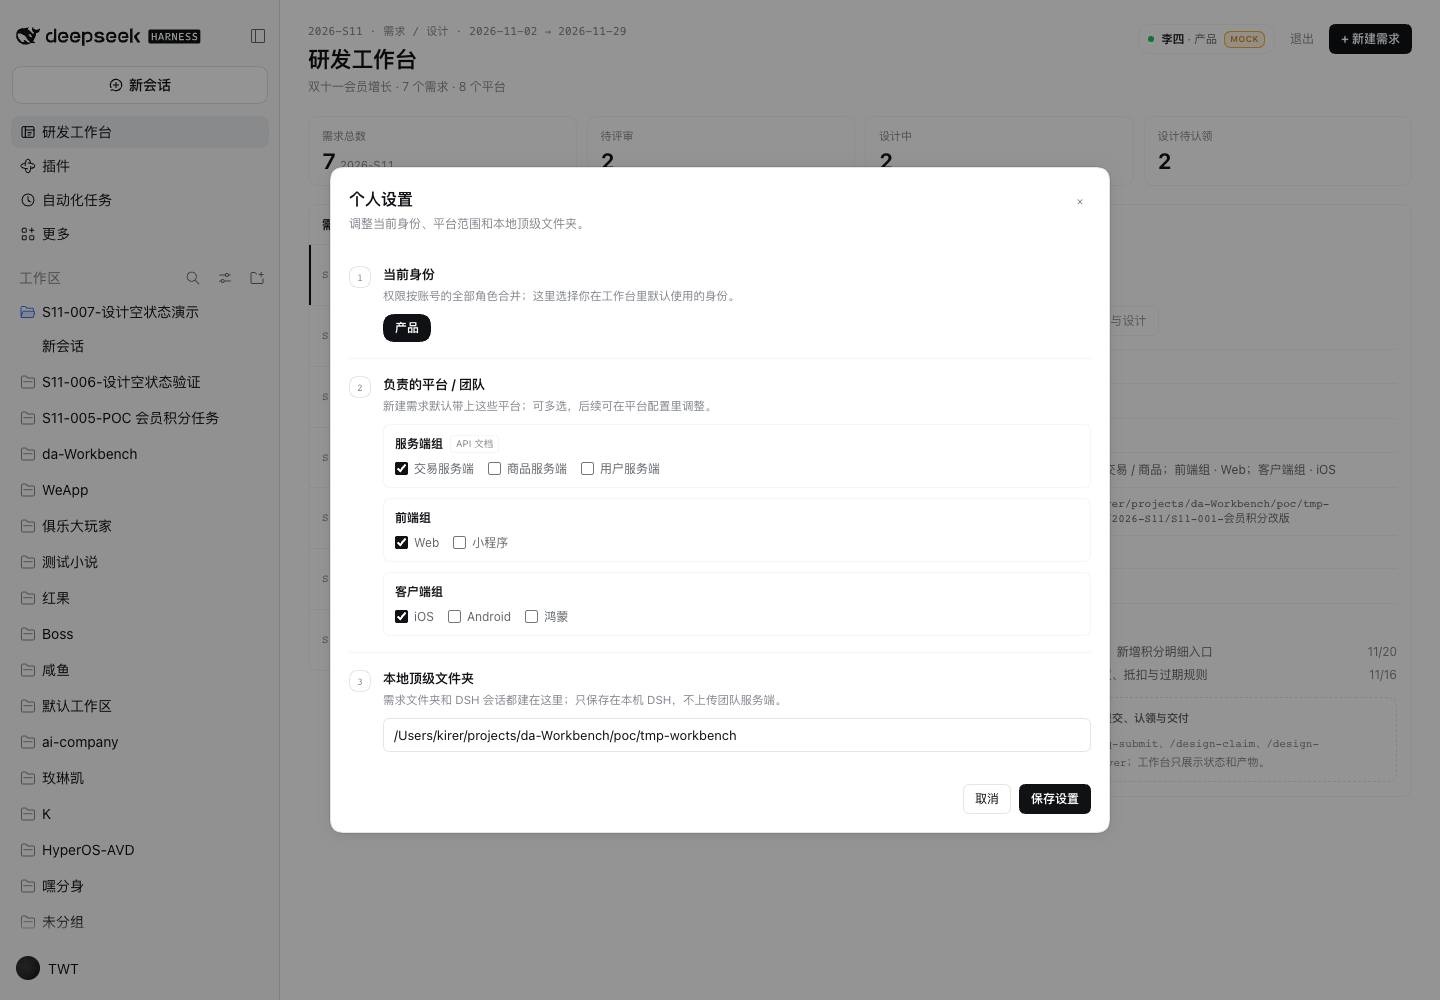 deepseek HARNESS
新会话
研发工作台
插件
自动化任务
更多
工作区
S11-007-设计空状态演示
新会话
S11-006-设计空状态验证
S11-005-POC 会员积分任务
da-Workbench
WeApp
俱乐大玩家
测试小说
红果
Boss
咸鱼
默认工作区
ai-company
玫琳凯
K
HyperOS-AVD
嘿分身
未分组
TWT
2026-S11 · 需求 / 设计 · 2026-11-02 → 2026-11-29
研发工作台
双十一会员增长 · 7 个需求 · 8 个平台
李四 · 产品 MOCK
退出
+ 新建需求
需求总数
7 2026-S11
待评审
2
设计中
2
设计待认领
2
个人设置
×
调整当前身份、平台范围和本地顶级文件夹。
1
当前身份
权限按账号的全部角色合并；这里选择你在工作台里默认使用的身份。
产品
2
负责的平台 / 团队
新建需求默认带上这些平台；可多选，后续可在平台配置里调整。
服务端组 API 文档
交易服务端 商品服务端 用户服务端
前端组
Web 小程序
客户端组
iOS Android 鸿蒙
3
本地顶级文件夹
需求文件夹和 DSH 会话都建在这里；只保存在本机 DSH，不上传团队服务端。
/Users/kirer/projects/da-Workbench/poc/tmp-workbench
取消
保存设置
与设计
交易 / 商品；前端组 · Web；客户端组 · iOS
er/projects/da-Workbench/poc/tmp-
/2026-S11/S11-001-会员积分改版
新增积分明细入口 11/20
、抵扣与过期规则 11/16
交、认领与交付
-submit、/design-claim、/design-
ver；工作台只展示状态和产物。